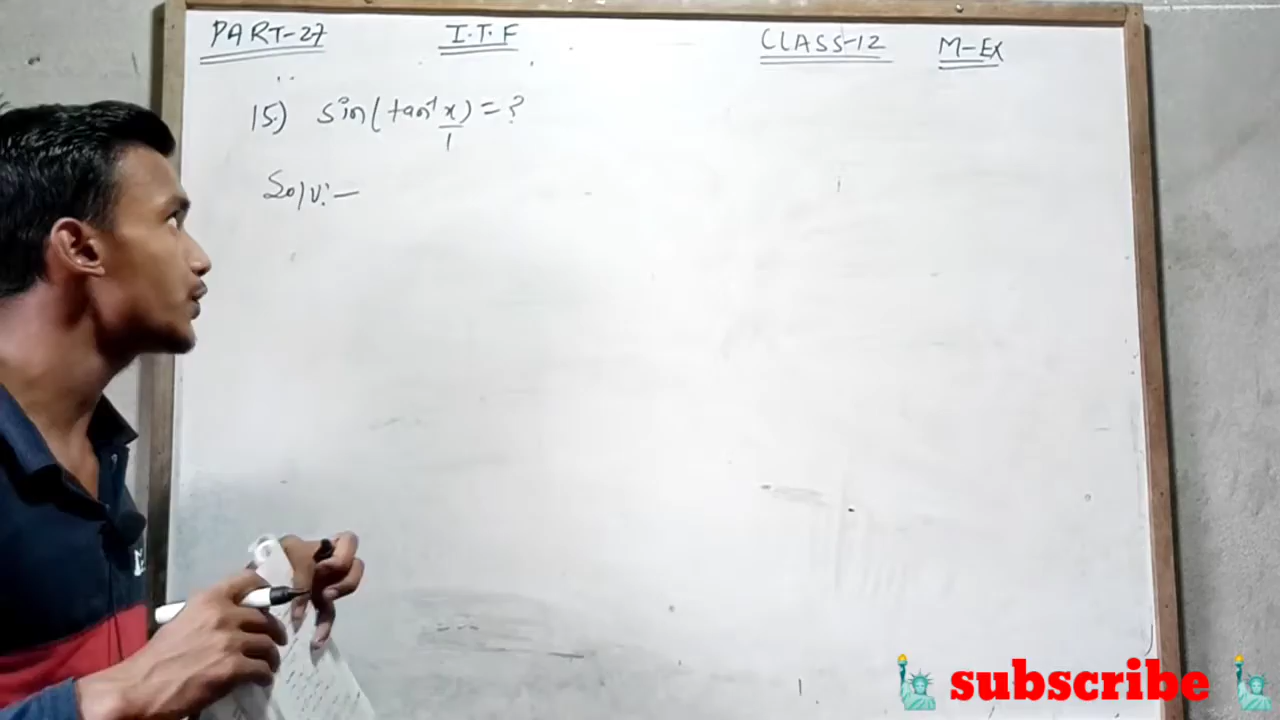 PART-27 I.T.F CLASS-12 M-Ex
15) sin(tan⁻¹ x/1) = ?
Solv:-
subscribe